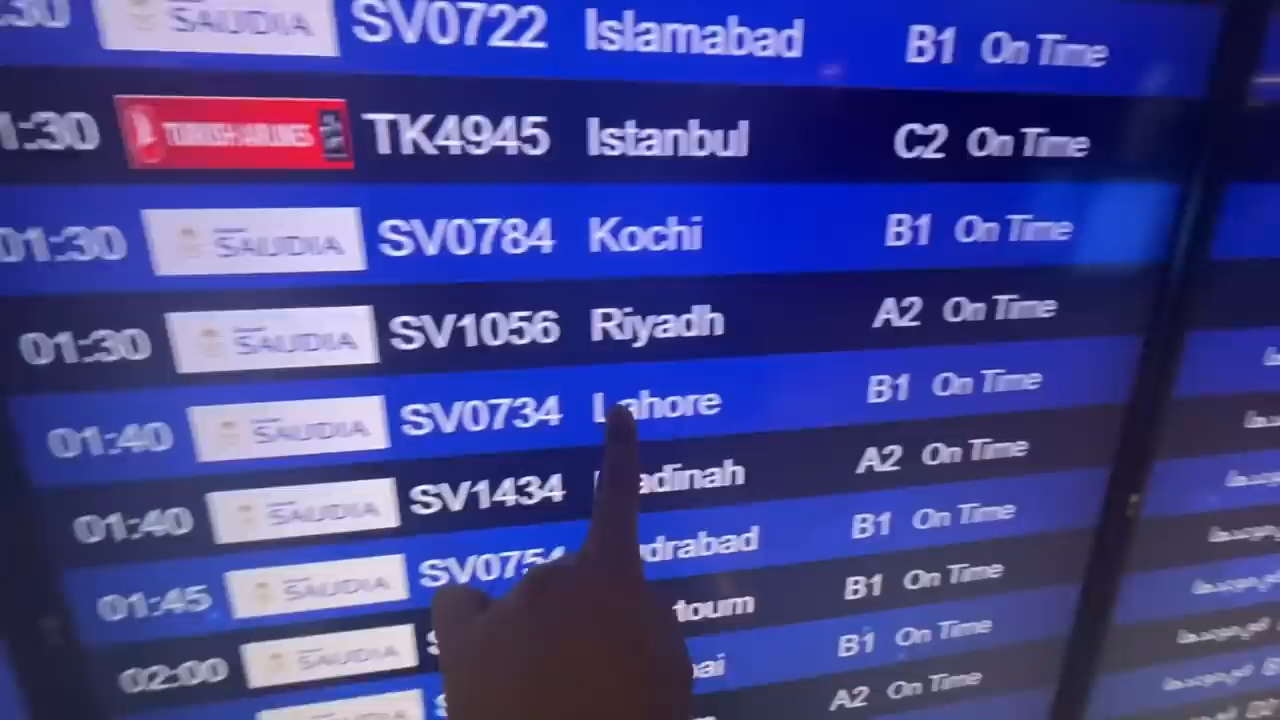 :30 SAUDIA SV0722 Islamabad B1 On Time
1:30 TURKISH AIRLINES TK4945 Istanbul C2 On Time
01:30 SAUDIA SV0784 Kochi B1 On Time
01:30 SAUDIA SV1056 Riyadh A2 On Time
01:40 SAUDIA SV0734 Lahore B1 On Time
01:40 SAUDIA SV1434 adinah A2 On Time
01:45 SAUDIA SV0754 drabad B1 On Time
02:00 SAUDIA toum B1 On Time
SAUDIA ai B1 On Time
A2 On Time